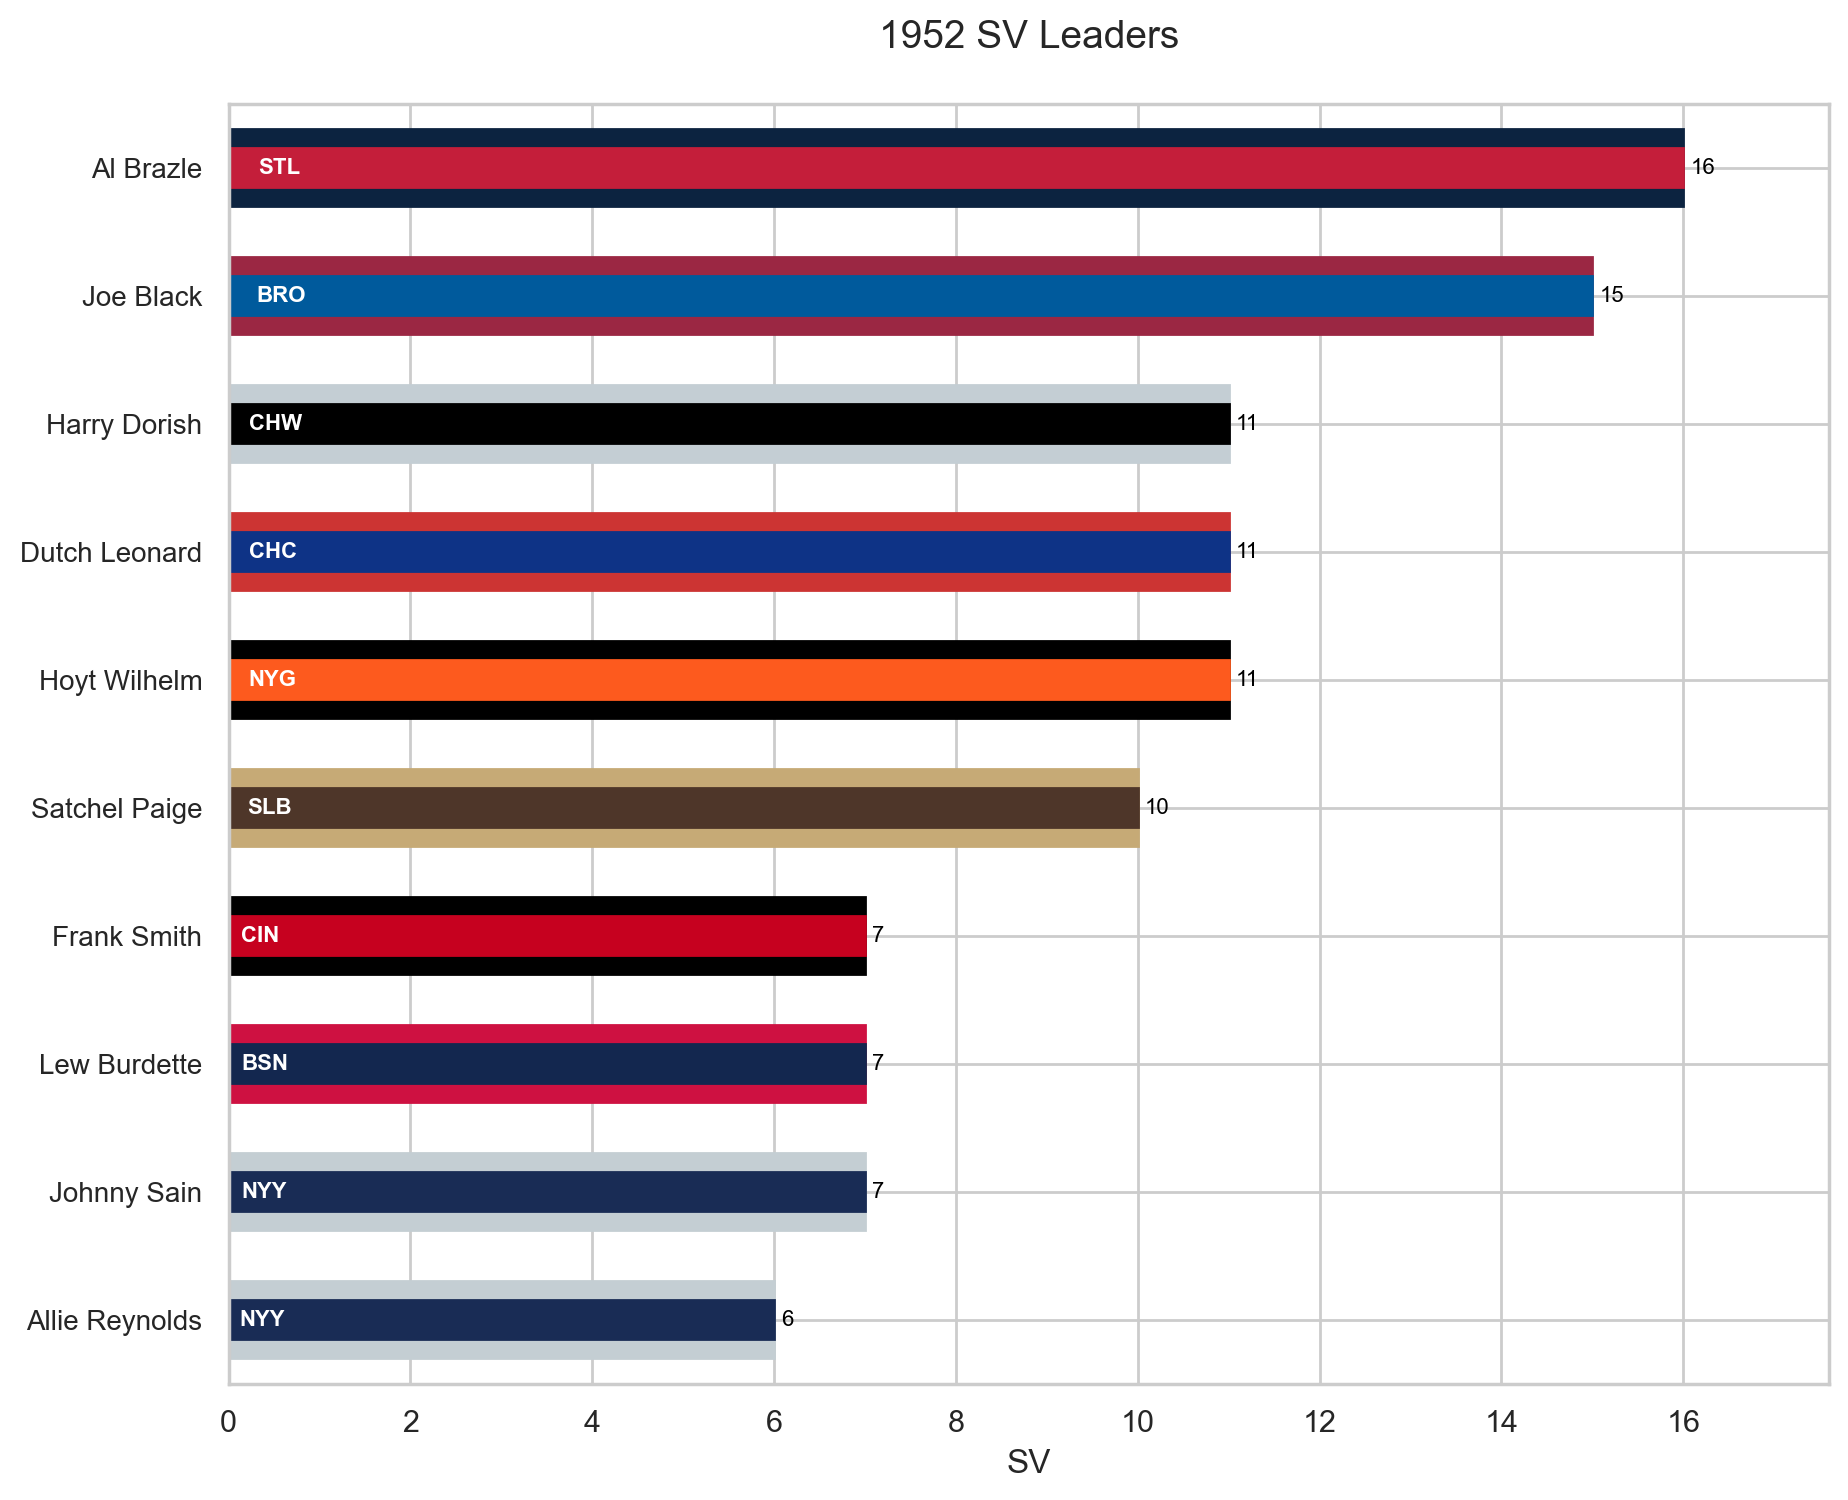 1952 SV Leaders
Al Brazle STL 16
Joe Black BRO 15
Harry Dorish CHW 11
Dutch Leonard CHC 11
Hoyt Wilhelm NYG 11
Satchel Paige SLB 10
Frank Smith CIN 7
Lew Burdette BSN 7
Johnny Sain NYY 7
Allie Reynolds NYY 6
0 2 4 6 8 10 12 14 16
SV